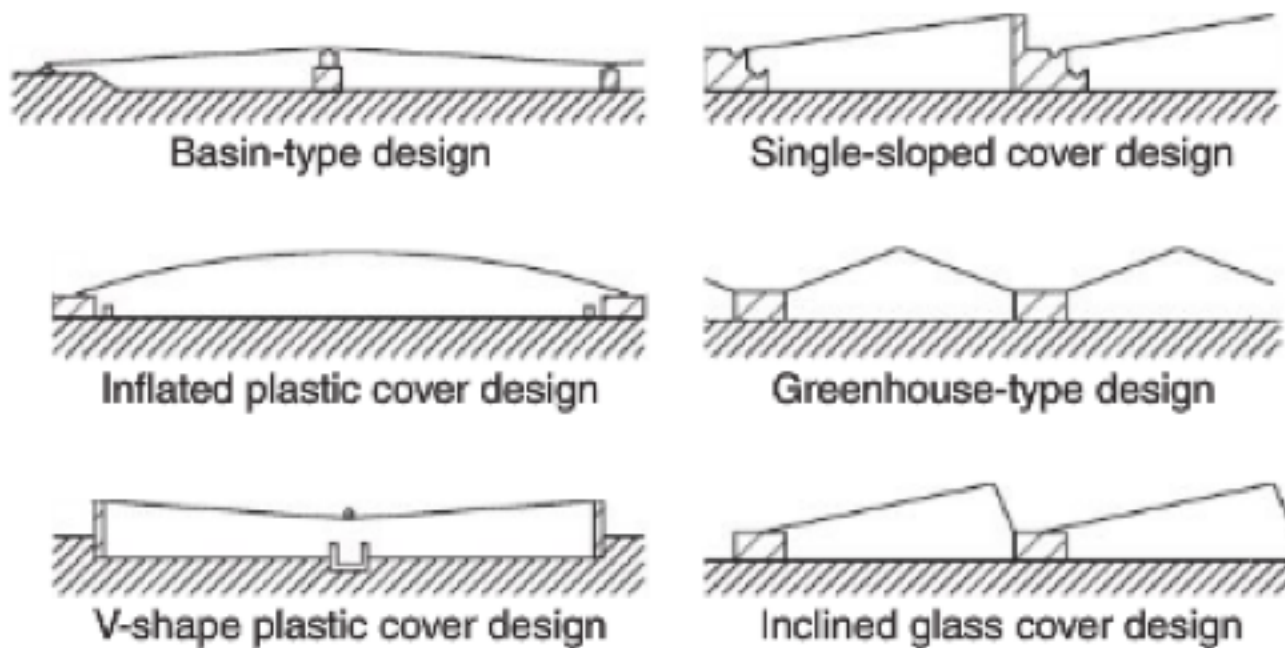 Basin-type design
Single-sloped cover design
Inflated plastic cover design
Greenhouse-type design
V-shape plastic cover design
Inclined glass cover design